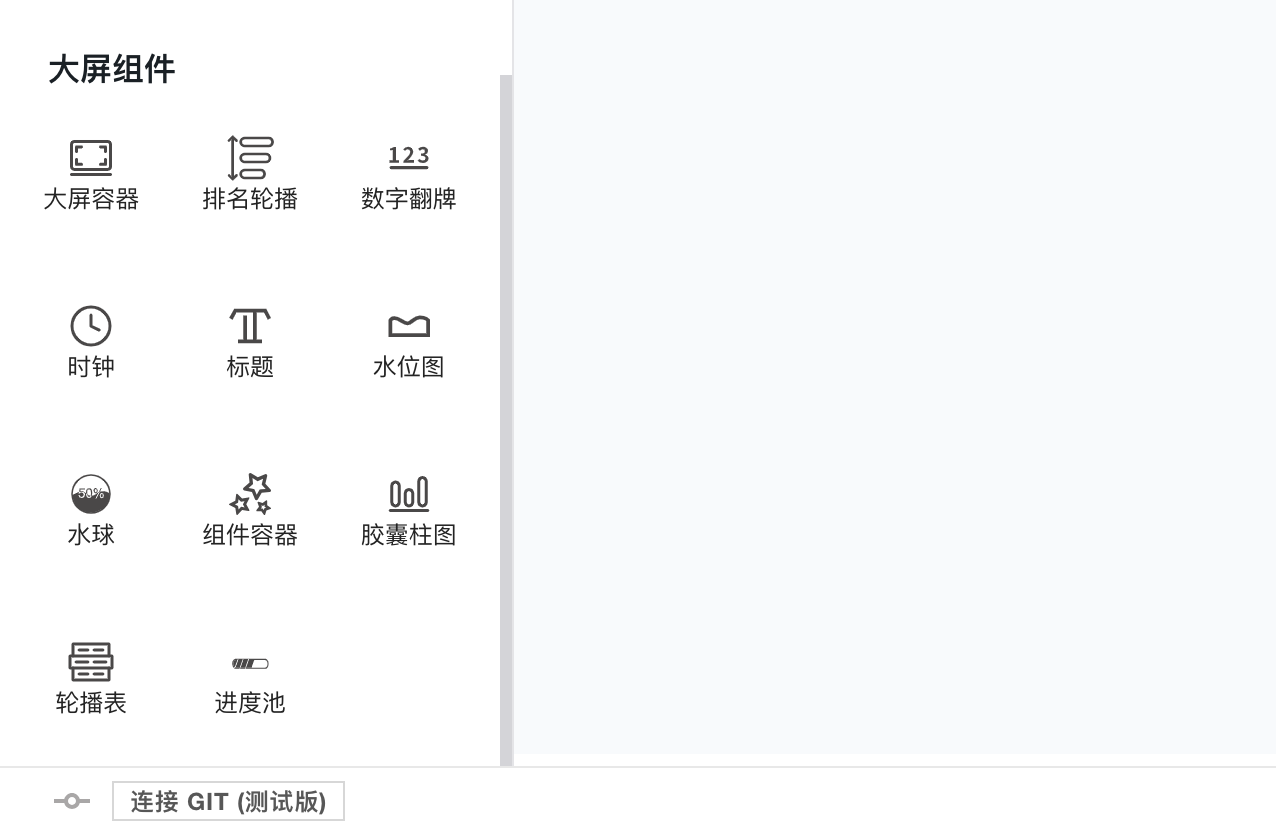 大屏组件
123
大屏容器 排名轮播 数字翻牌
时钟 标题 水位图
50%
水球 组件容器 胶囊柱图
轮播表 进度池
连接 GIT (测试版)